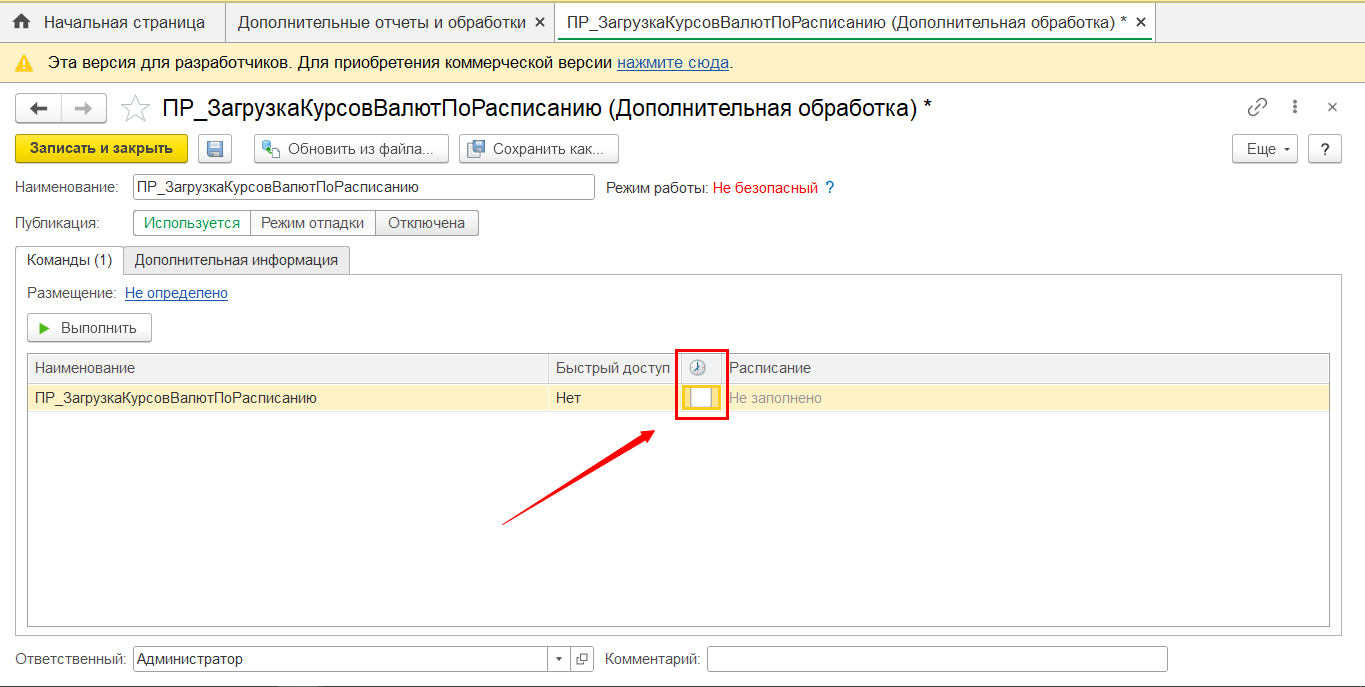 Начальная страница
Дополнительные отчеты и обработки
ПР_ЗагрузкаКурсовВалютПоРасписанию (Дополнительная обработка) *
Эта версия для разработчиков. Для приобретения коммерческой версии нажмите сюда.
ПР_ЗагрузкаКурсовВалютПоРасписанию (Дополнительная обработка) *
Записать и закрыть
Обновить из файла...
Сохранить как...
Еще
?
Наименование: ПР_ЗагрузкаКурсовВалютПоРасписанию
Режим работы: Не безопасный ?
Публикация: Используется Режим отладки Отключена
Команды (1) Дополнительная информация
Размещение: Не определено
Выполнить
Наименование Быстрый доступ Расписание
ПР_ЗагрузкаКурсовВалютПоРасписанию Нет Не заполнено
Ответственный: Администратор Комментарий: